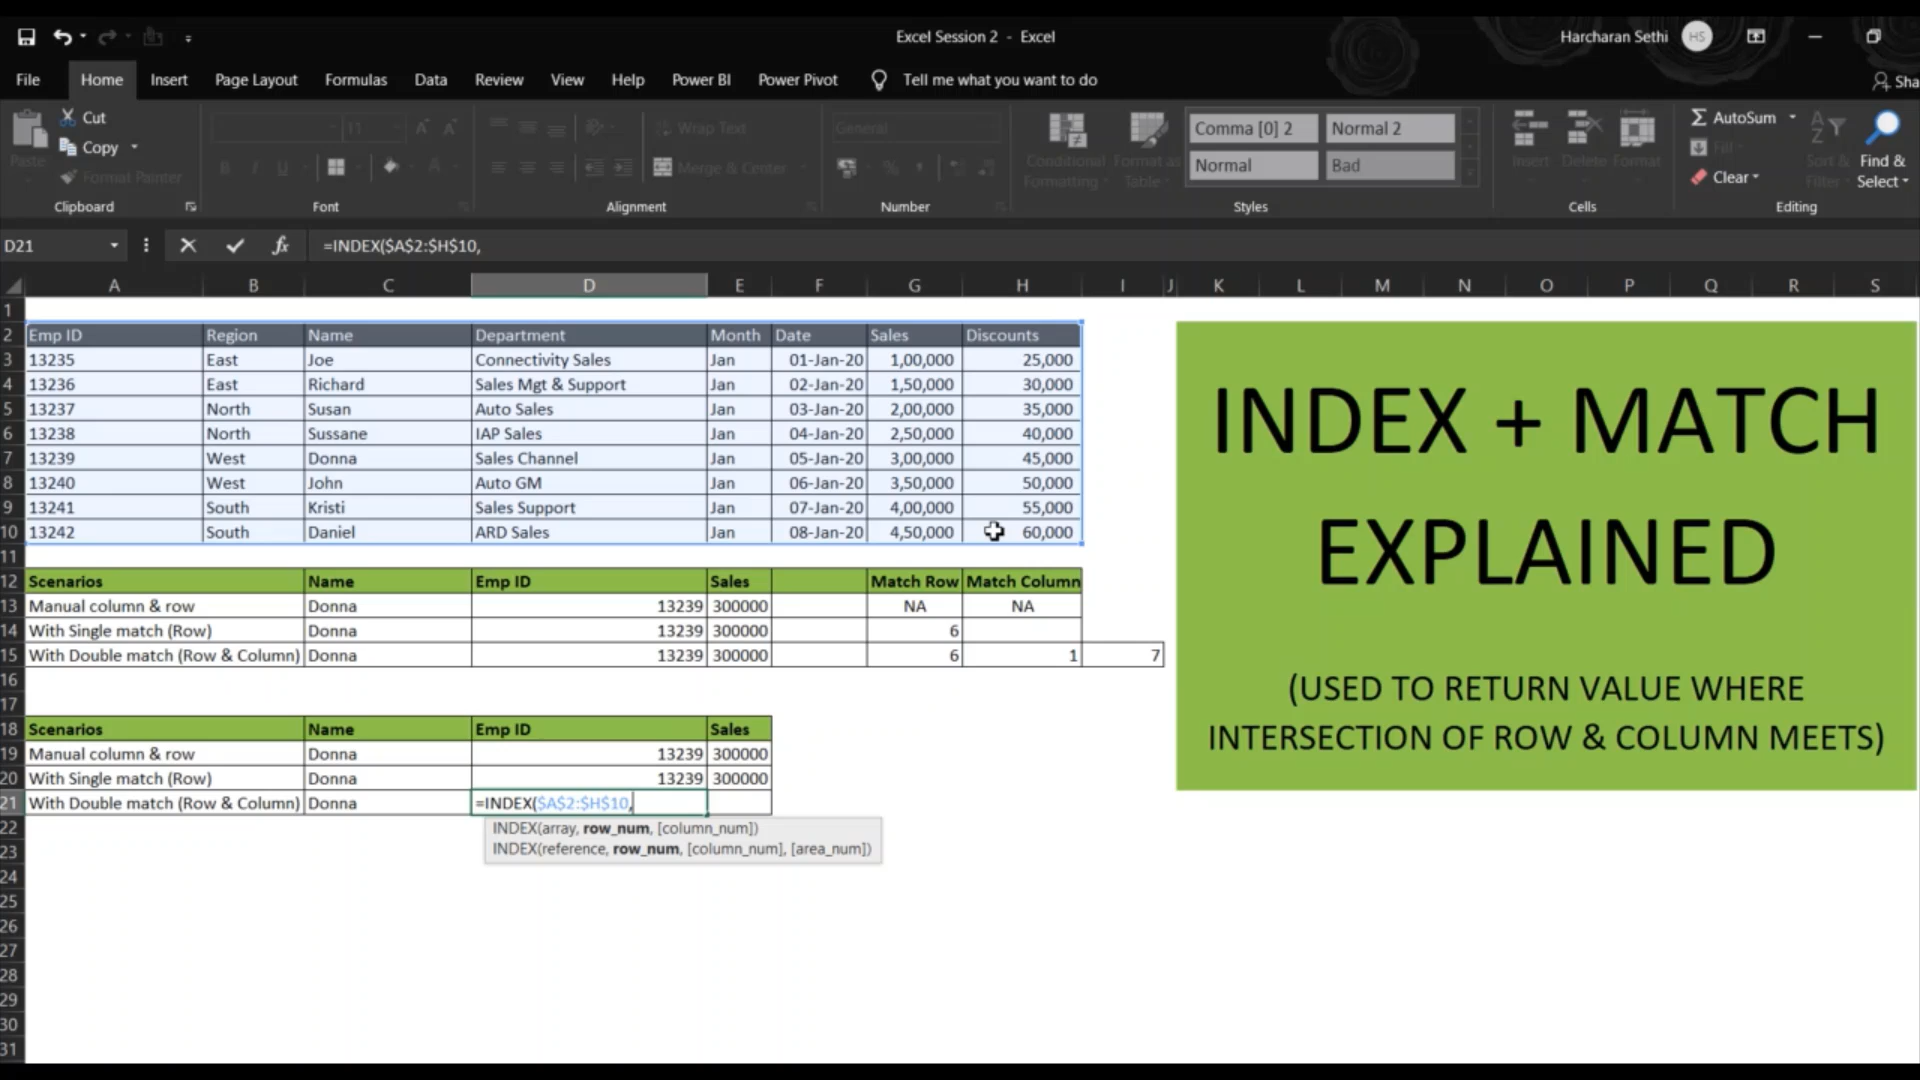 Excel Session 2 - Excel
Harcharan Sethi HS
File Home Insert Page Layout Formulas Data Review View Help Power BI Power Pivot Tell me what you want to do Sha
Cut
Copy
Format Painter
Paste
Clipboard
11
Font
Wrap Text
Merge & Center
Alignment
General
Number
Conditional Formatting
Format as Table
Comma [0] 2 Normal 2
Normal Bad
Styles
Insert Delete Format
Cells
AutoSum
Fill
Clear
Sort & Filter
Find & Select
Editing
D21 fx =INDEX($A$2:$H$10,
A B C D E F G H I J K L M N O P Q R S
1
2 Emp ID Region Name Department Month Date Sales Discounts
3 13235 East Joe Connectivity Sales Jan 01-Jan-20 1,00,000 25,000
4 13236 East Richard Sales Mgt & Support Jan 02-Jan-20 1,50,000 30,000
5 13237 North Susan Auto Sales Jan 03-Jan-20 2,00,000 35,000
6 13238 North Sussane IAP Sales Jan 04-Jan-20 2,50,000 40,000
7 13239 West Donna Sales Channel Jan 05-Jan-20 3,00,000 45,000
8 13240 West John Auto GM Jan 06-Jan-20 3,50,000 50,000
9 13241 South Kristi Sales Support Jan 07-Jan-20 4,00,000 55,000
10 13242 South Daniel ARD Sales Jan 08-Jan-20 4,50,000 60,000
11
12 Scenarios Name Emp ID Sales Match Row Match Column
13 Manual column & row Donna 13239 300000 NA NA
14 With Single match (Row) Donna 13239 300000 6
15 With Double match (Row & Column) Donna 13239 300000 6 1 7
16
17
18 Scenarios Name Emp ID Sales
19 Manual column & row Donna 13239 300000
20 With Single match (Row) Donna 13239 300000
21 With Double match (Row & Column) Donna =INDEX($A$2:$H$10,
22 INDEX(array, row_num, [column_num])
23 INDEX(reference, row_num, [column_num], [area_num])
24
25
26
27
28
29
30
31
INDEX + MATCH
EXPLAINED
(USED TO RETURN VALUE WHERE
INTERSECTION OF ROW & COLUMN MEETS)